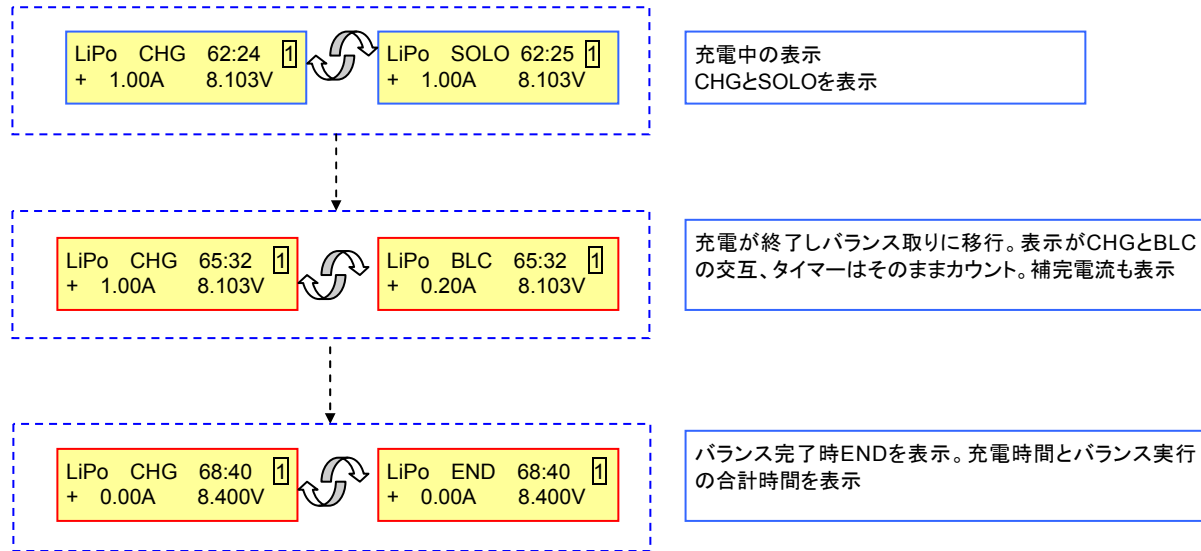 LiPo CHG 62:24 1
+ 1.00A 8.103V
LiPo SOLO 62:25 1
+ 1.00A 8.103V
充電中の表示
CHGとSOLOを表示
LiPo CHG 65:32 1
+ 1.00A 8.103V
LiPo BLC 65:32 1
+ 0.20A 8.103V
充電が終了しバランス取りに移行。表示がCHGとBLC
の交互、タイマーはそのままカウント。補完電流も表示
LiPo CHG 68:40 1
+ 0.00A 8.400V
LiPo END 68:40 1
+ 0.00A 8.400V
バランス完了時ENDを表示。充電時間とバランス実行
の合計時間を表示